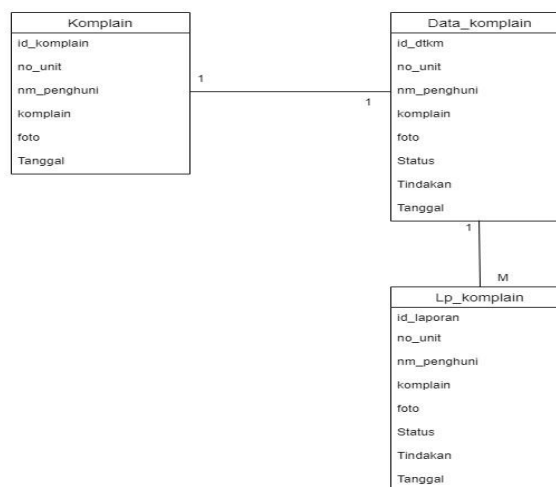 Komplain
id_komplain
no_unit
nm_penghuni
komplain
foto
Tanggal
1
1
Data_komplain
id_dtkm
no_unit
nm_penghuni
komplain
foto
Status
Tindakan
Tanggal
1
M
Lp_komplain
id_laporan
no_unit
nm_penghuni
komplain
foto
Status
Tindakan
Tanggal